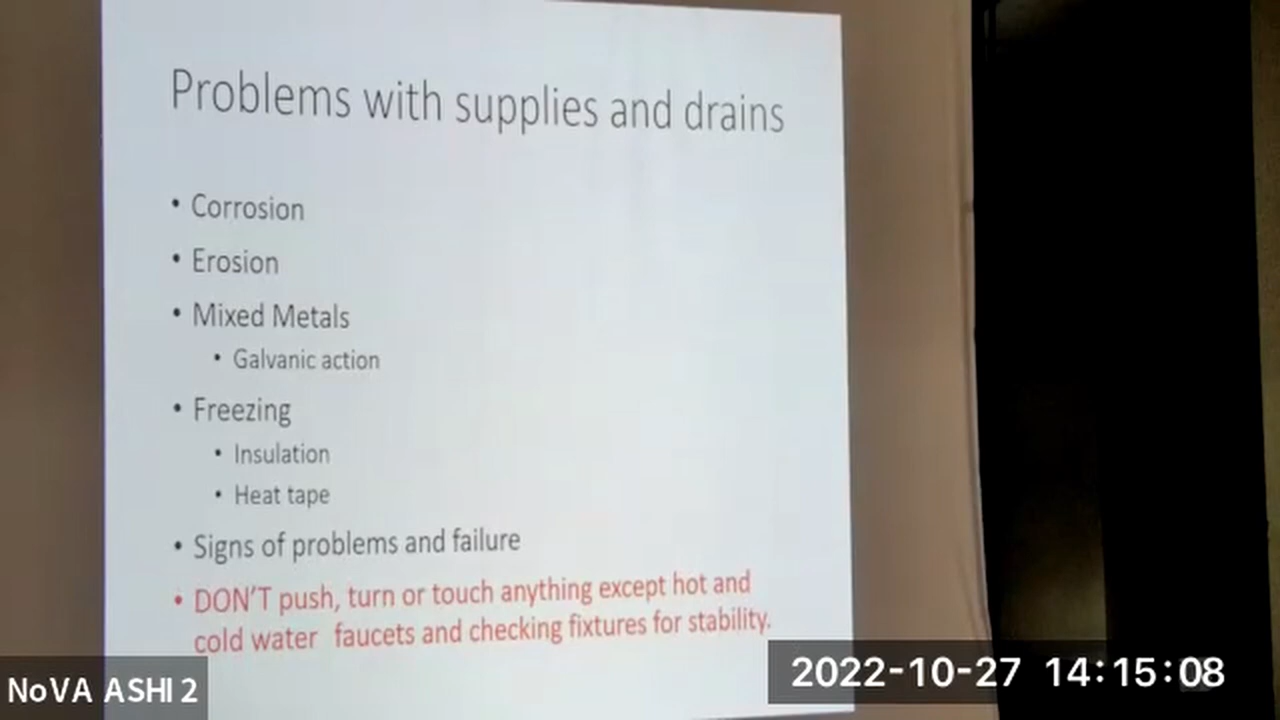 Problems with supplies and drains
• Corrosion
• Erosion
• Mixed Metals
• Galvanic action
• Freezing
• Insulation
• Heat tape
• Signs of problems and failure
• DON'T push, turn or touch anything except hot and
cold water faucets and checking fixtures for stability.
NoVA ASHI 2
2022-10-27 14:15:08